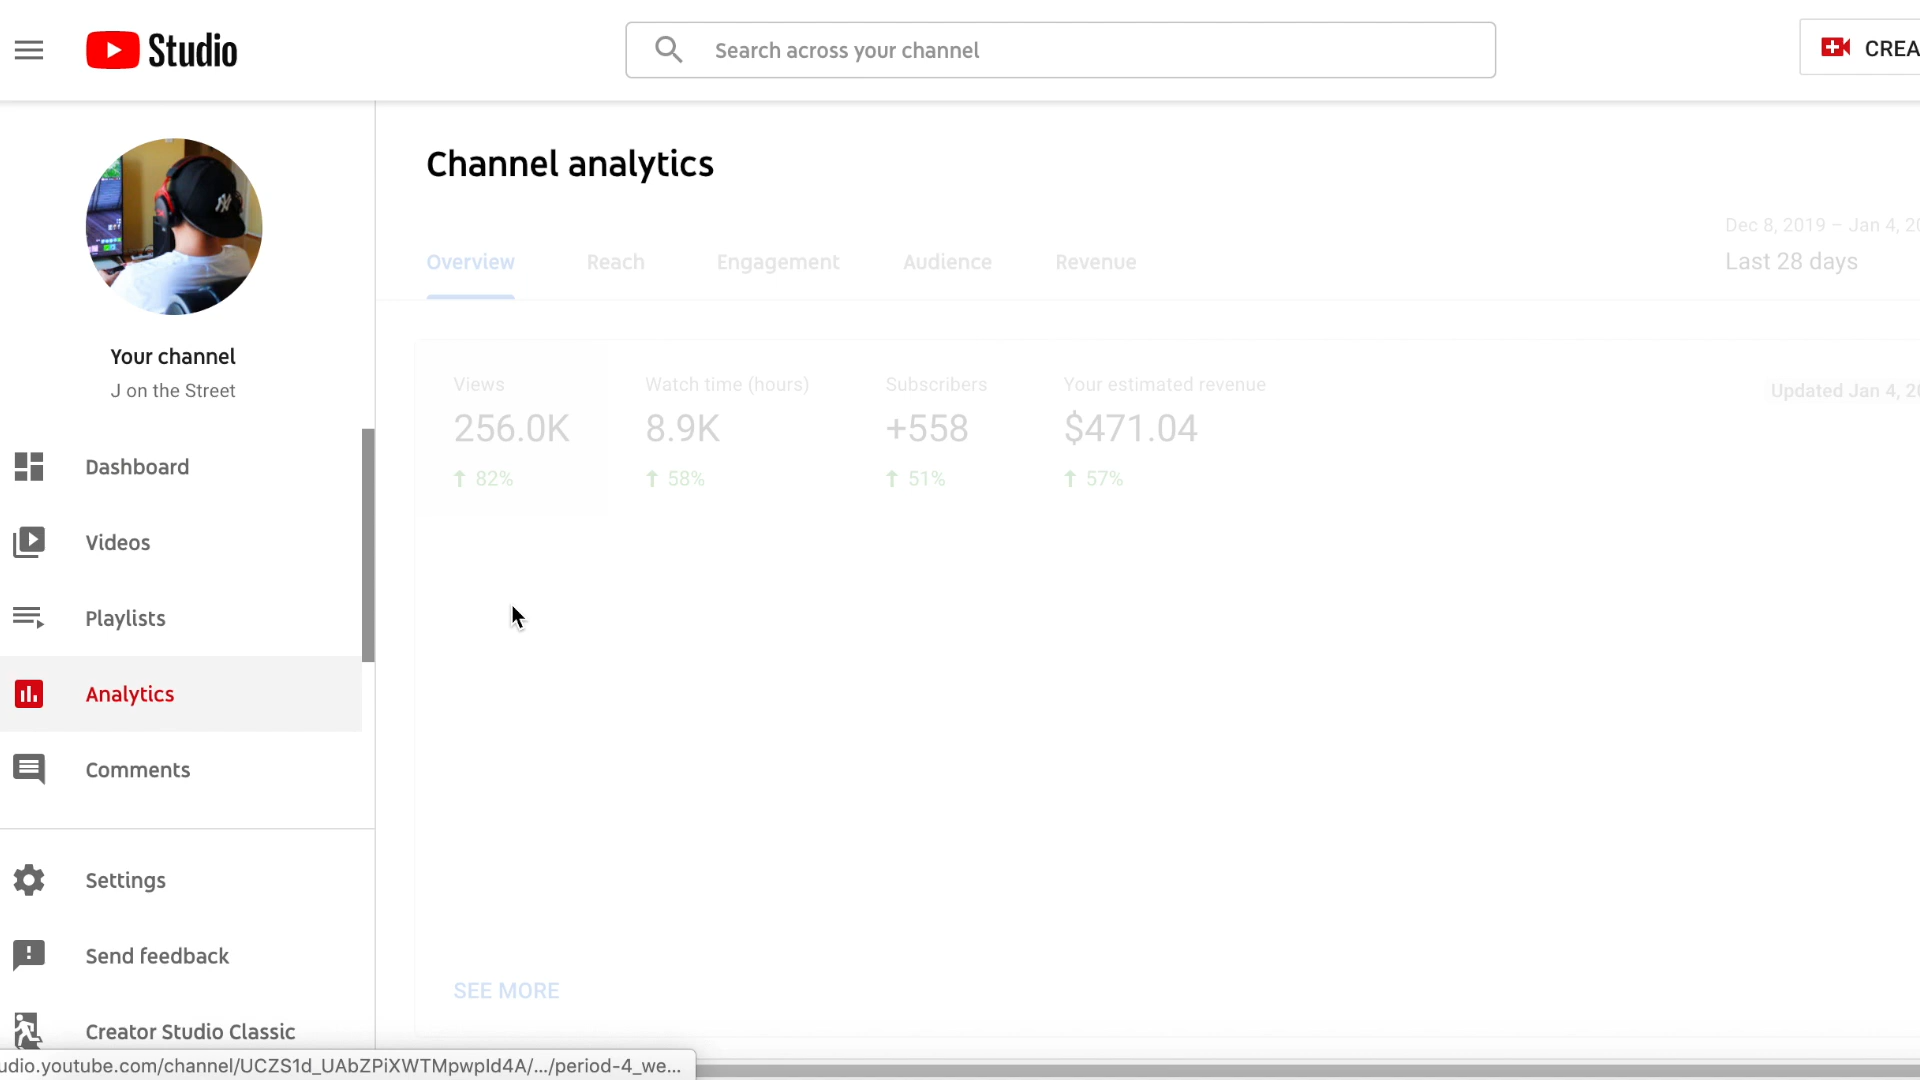 Studio
Search across your channel
CREA
Channel analytics
Dec 8, 2019 – Jan 4, 20
Overview
Reach
Engagement
Audience
Revenue
Last 28 days
Your channel
J on the Street
Views
Watch time (hours)
Subscribers
Your estimated revenue
Updated Jan 4, 20
256.0K
8.9K
+558
$471.04
82%
58%
51%
57%
Dashboard
Videos
Playlists
Analytics
Comments
Settings
Send feedback
SEE MORE
Creator Studio Classic
udio.youtube.com/channel/UCZS1d_UAbZPiXWTMpwpId4A/.../period-4_we...